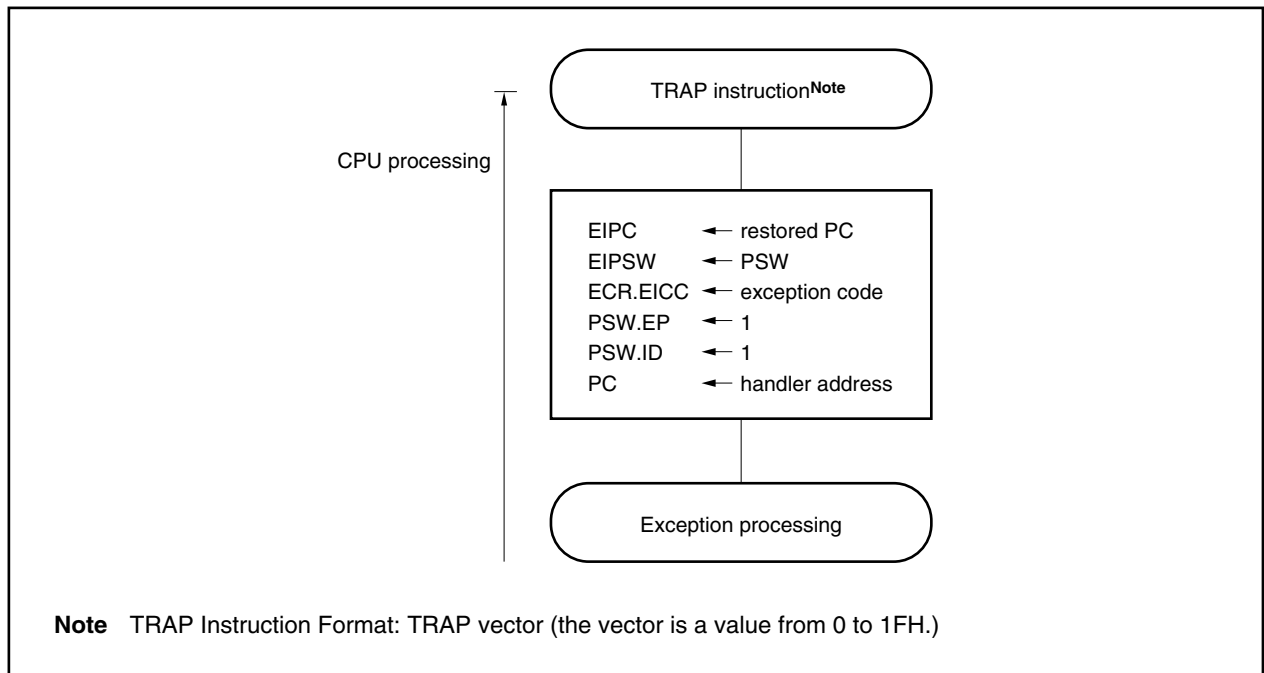 TRAP instructionNote
CPU processing
EIPC ← restored PC
EIPSW ← PSW
ECR.EICC ← exception code
PSW.EP ← 1
PSW.ID ← 1
PC ← handler address
Exception processing
Note TRAP Instruction Format: TRAP vector (the vector is a value from 0 to 1FH.)